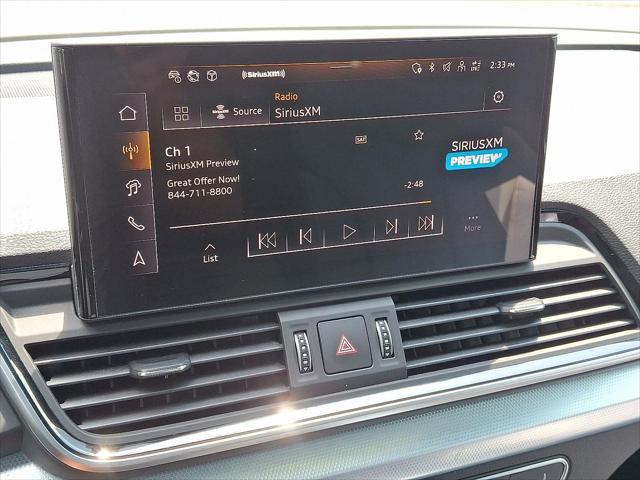 ((SiriusXM))
2:33 PM
Radio
Source
SiriusXM
Ch 1
SAT
SIRIUSXM
PREVIEW
SiriusXM Preview
Great Offer Now!
844-711-8800
-2:48
List
More